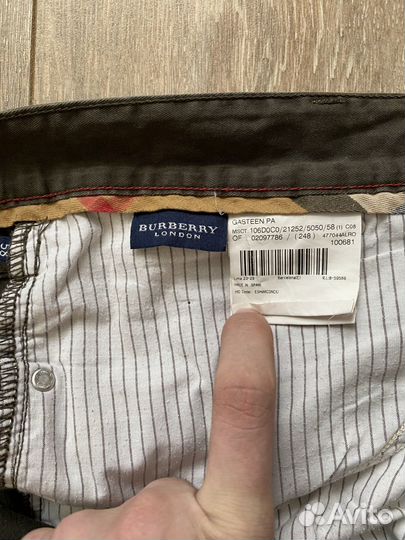 BURBERRY
LONDON
GASTEEN PA
MSCT 106D0C0/21252/5050/58 (1) C08
OF 02097786 / (248) 477044ALRO
100681
MADE IN SPAIN
58
Avito